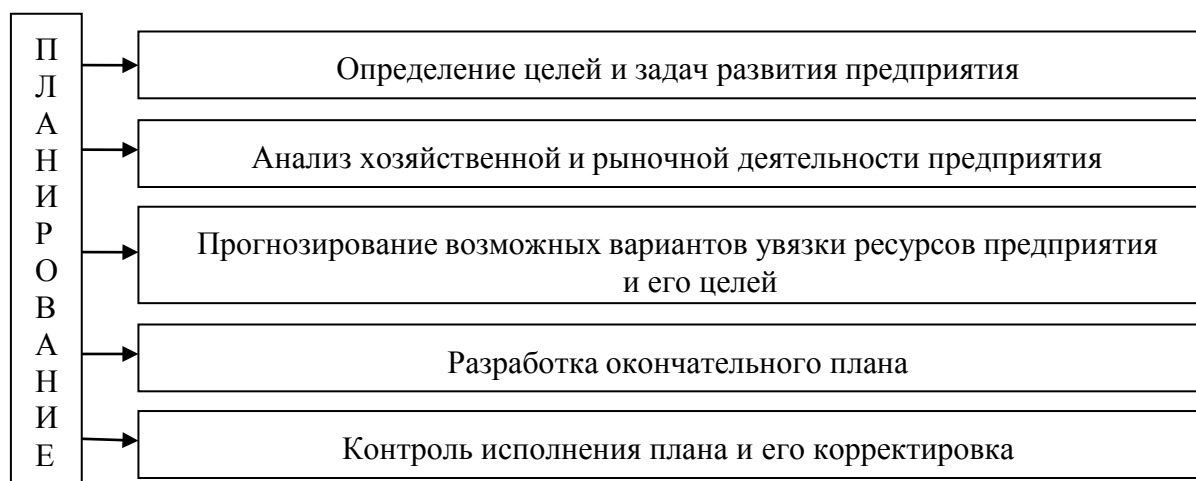 ПЛАНИРОВАНИЕ
Определение целей и задач развития предприятия
Анализ хозяйственной и рыночной деятельности предприятия
Прогнозирование возможных вариантов увязки ресурсов предприятия
и его целей
Разработка окончательного плана
Контроль исполнения плана и его корректировка